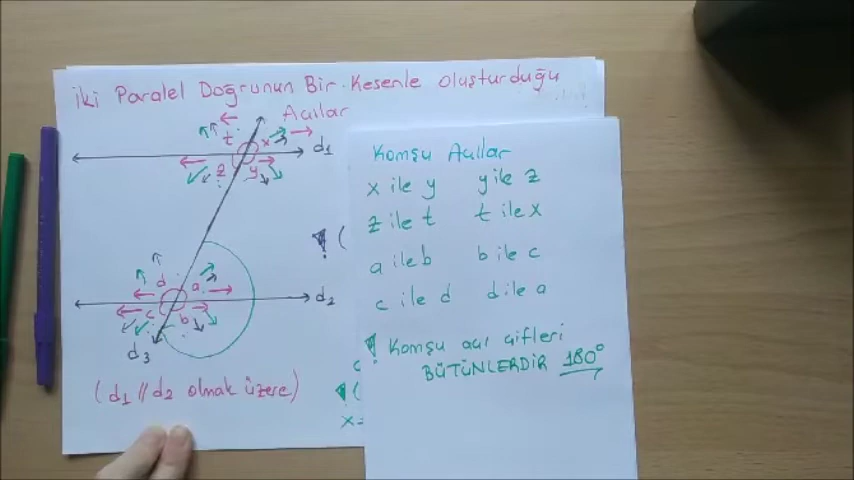 iki Paralel Doğrunun Bir Kesenle Oluşturduğu
Açılar
t x
d1
z y
d a
d2
c b
d3
(d1 // d2 olmak üzere)
(
(
x=
Komşu Açılar
x ile y y ile z
z ile t t ile x
a ile b b ile c
c ile d d ile a
! Komşu açı çiftleri
BÜTÜNLERDİR 180°